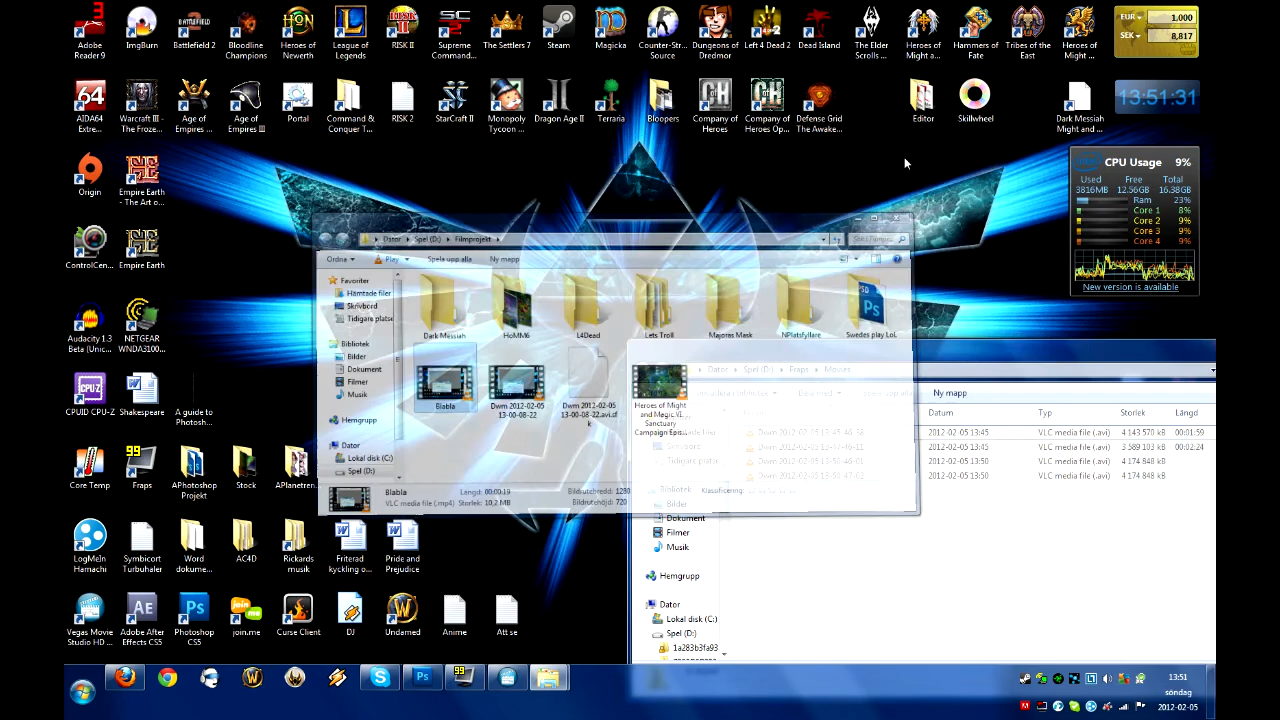 Adobe Reader 9
ImgBurn
Battlefield 2
Bloodline Champions
Heroes of Newerth
League of Legends
RISK II
Supreme Command...
The Settlers 7
Steam
Magicka
Counter-Str... Source
Dungeons of Dredmor
Left 4 Dead 2
Dead Island
The Elder Scrolls ...
Heroes of Might a...
Hammers of Fate
Tribes of the East
Heroes of Might ...
EUR 1,000
SEK 8,817
AIDA64 Extre...
Warcraft III - The Froze...
Age of Empires ...
Age of Empires III
Portal
Command & Conquer T...
RISK 2
StarCraft II
Monopoly Tycoon ...
Dragon Age II
Terraria
Bloopers
Company of Heroes
Company of Heroes Op...
Defense Grid The Awake...
Editor
Skillwheel
Dark Messiah Might and ...
13:51:31
Origin
Empire Earth - The Art o...
CPU Usage 9%
Used Free Total
3816MB 12.56GB 16.38GB
Ram 23%
Core 1 8%
Core 2 9%
Core 3 9%
Core 4 9%
New version is available
ControlCen...
Empire Earth
Dator Spel (D:) Filmprojekt
Ordna Play Spela upp alla Ny mapp
Favoriter
Hämtade filer
Skrivbord
Tidigare platse
Bibliotek
Bilder
Dokument
Filmer
Musik
Hemgrupp
Dator
Lokal disk (C:)
Spel (D:)
Dark Messiah
HoMM6
L4Dead
Lets Troll
Majoras Mask
NPlatsfyllare
Swedes play LoL
Blabla
Dwm 2012-02-05 13-00-08-22
Dwm 2012-02-05 13-00-08-22.avi.sf k
Heroes of Might and Magic VI Sanctuary Campaign Epis...
Blabla Längd: 00:00:19 Bildrutebredd: 1280 Klassificering:
VLC media file (.mp4) Storlek: 10,2 MB Bildrutehöjd: 720
Dator Spel (D:) Fraps Movies
Ny mapp
Datum Typ Storlek Längd
2012-02-05 13:45 VLC media file (.avi) 4 143 570 kB 00:01:59
2012-02-05 13:45 VLC media file (.avi) 3 589 103 kB 00:02:24
2012-02-05 13:50 VLC media file (.avi) 4 174 848 kB
2012-02-05 13:50 VLC media file (.avi) 4 174 848 kB
Tidigare platse
Bibliotek
Bilder
Dokument
Filmer
Musik
Hemgrupp
Dator
Lokal disk (C:)
Spel (D:)
1a283b3fa93
Audacity 1.3 Beta (Unic...
NETGEAR WNDA3100...
CPUID CPU-Z
Shakespeare
A guide to Photosh...
Core Temp
Fraps
APhotoshop Projekt
Stock
APlanetren...
LogMeIn Hamachi
Symbicort Turbuhaler
Word dokume...
AC4D
Rickards musik
Friterad kyckling o...
Pride and Prejudice
Vegas Movie Studio HD ...
Adobe After Effects CS5
Photoshop CS5
join.me
Curse Client
DJ
Undamed
Anime
Att se
13:51
söndag
2012-02-05